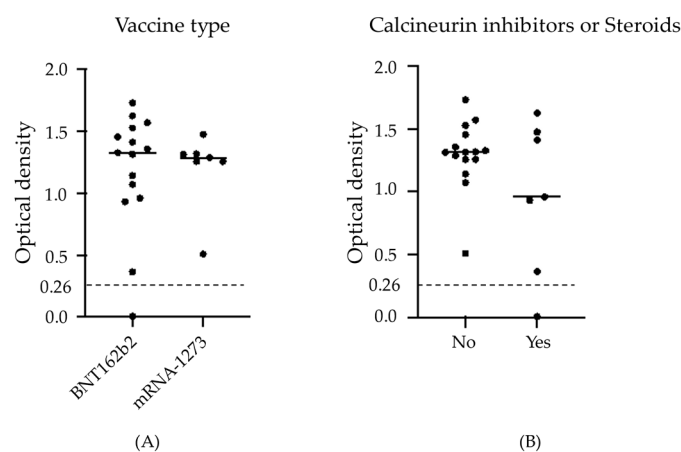 Vaccine type
Optical density
2.0
1.5
1.0
0.5
0.26
0.0
BNT162b2
mRNA-1273
(A)
Calcineurin inhibitors or Steroids
Optical density
2.0
1.5
1.0
0.5
0.26
0.0
No
Yes
(B)